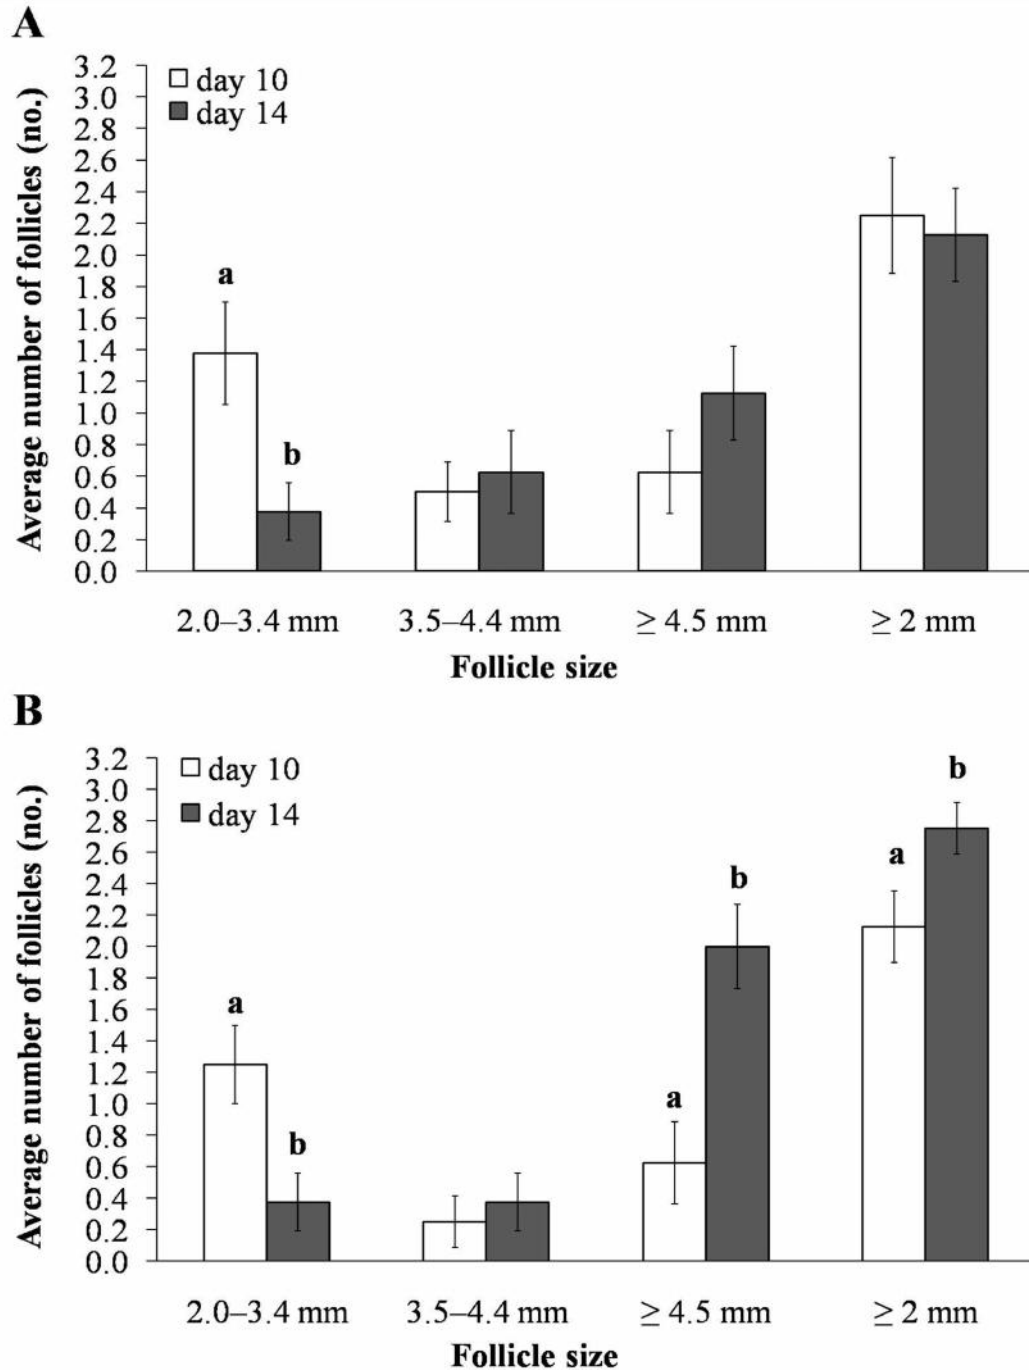 A
3.2
3.0
2.8
2.6
2.4
2.2
2.0
1.8
1.6
1.4
1.2
1.0
0.8
0.6
0.4
0.2
0.0
Average number of follicles (no.)
day 10
day 14
a
b
2.0–3.4 mm 3.5–4.4 mm ≥ 4.5 mm ≥ 2 mm
Follicle size
B
3.2
3.0
2.8
2.6
2.4
2.2
2.0
1.8
1.6
1.4
1.2
1.0
0.8
0.6
0.4
0.2
0.0
Average number of follicles (no.)
day 10
day 14
a
b
a
b
a
b
2.0–3.4 mm 3.5–4.4 mm ≥ 4.5 mm ≥ 2 mm
Follicle size